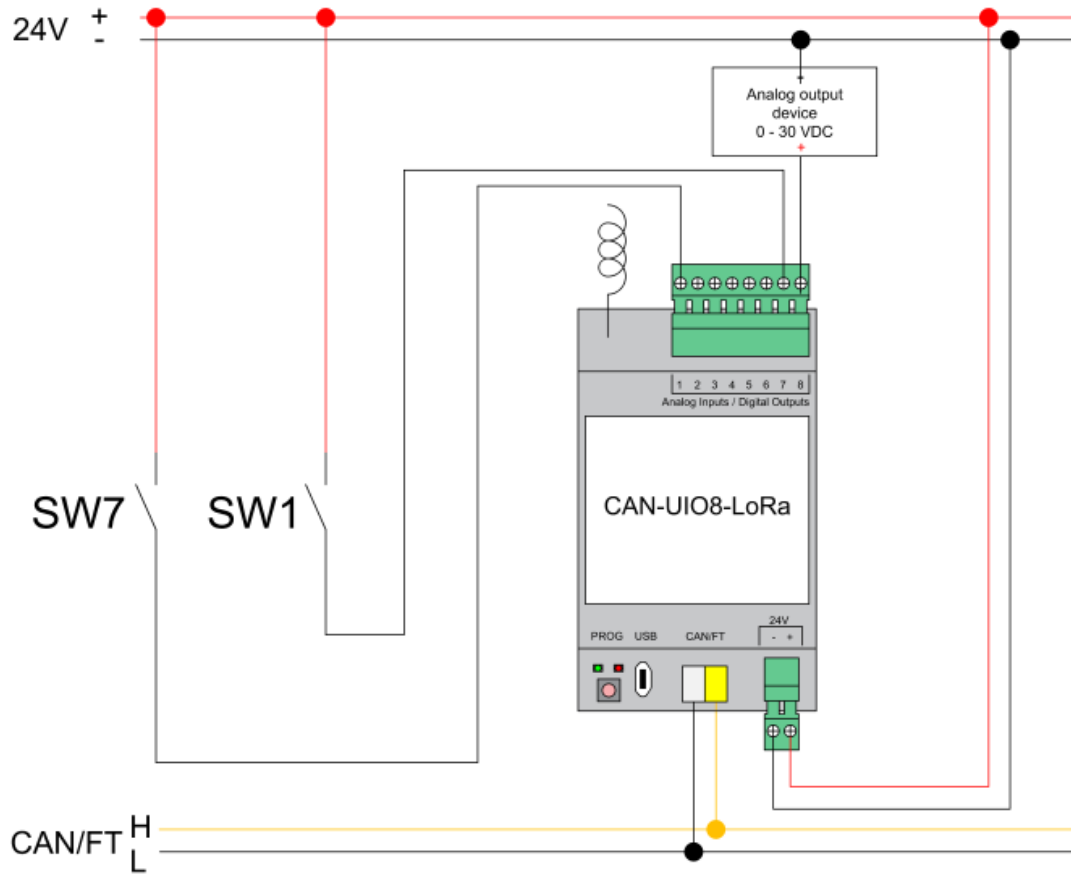 24V + -
-
Analog output
device
0 - 30 VDC
+
1 2 3 4 5 6 7 8
Analog Inputs / Digital Outputs
SW7
SW1
CAN-UIO8-LoRa
24V
PROG USB CAN/FT - +
CAN/FT H
L